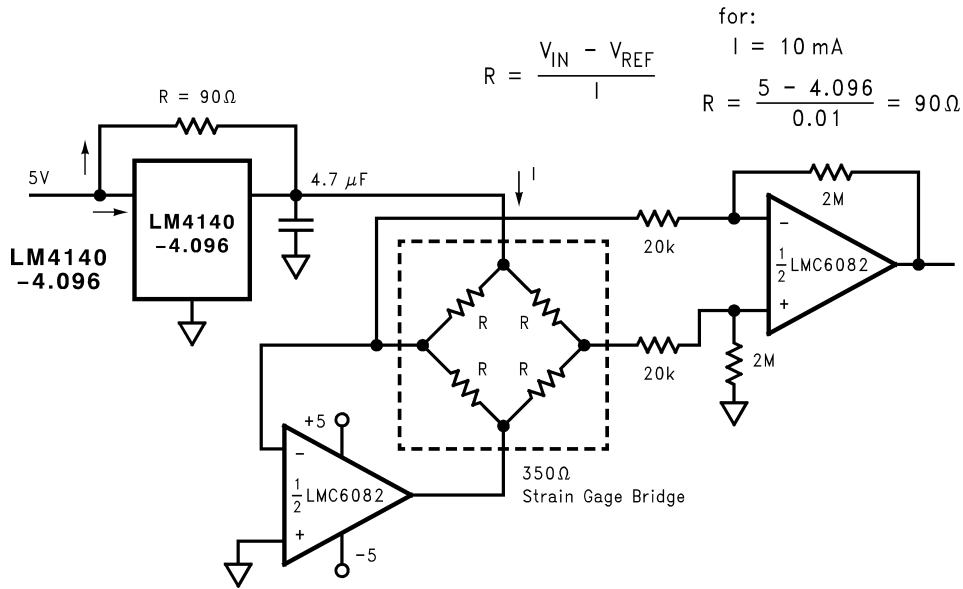 for:
I = 10 mA
R = (V_IN − V_REF) / I
R = (5 − 4.096) / 0.01 = 90Ω
R = 90Ω
5V
4.7 μF
I
LM4140
−4.096
LM4140
−4.096
20k
2M
−
½ LMC6082
+
R
R
R
R
20k
2M
+5
−
½ LMC6082
+
−5
350Ω
Strain Gage Bridge